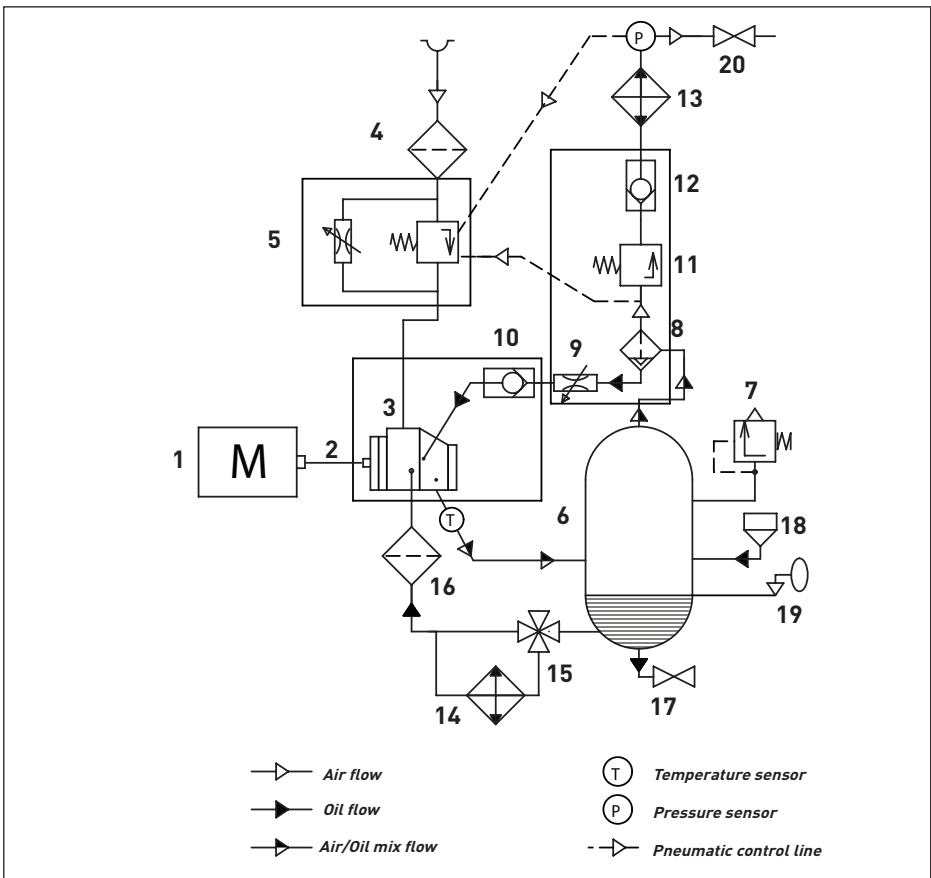 P
20
13
4
12
5
11
8
10
9
7
3
1
M
2
6
T
18
16
19
15
14
17
Air flow
T
Temperature sensor
Oil flow
P
Pressure sensor
Air/Oil mix flow
Pneumatic control line